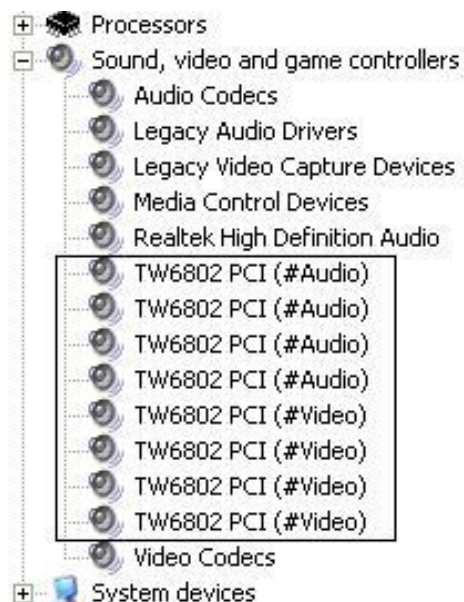 Processors
Sound, video and game controllers
Audio Codecs
Legacy Audio Drivers
Legacy Video Capture Devices
Media Control Devices
Realtek High Definition Audio
TW6802 PCI (#Audio)
TW6802 PCI (#Audio)
TW6802 PCI (#Audio)
TW6802 PCI (#Audio)
TW6802 PCI (#Video)
TW6802 PCI (#Video)
TW6802 PCI (#Video)
TW6802 PCI (#Video)
Video Codecs
System devices